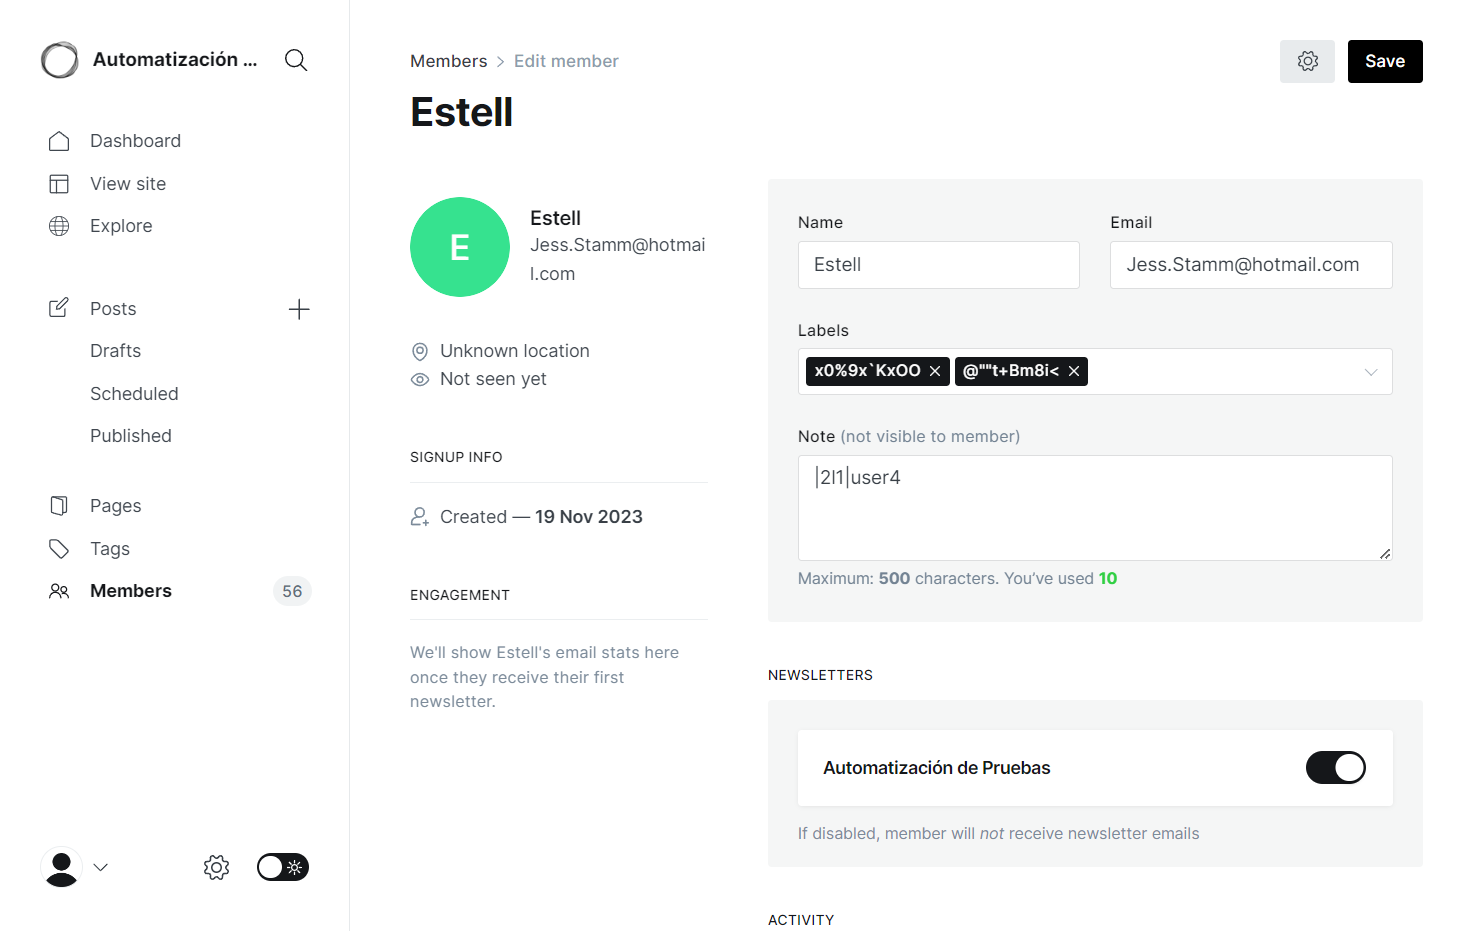 Automatización ...
Dashboard
View site
Explore
Posts
Drafts
Scheduled
Published
Pages
Tags
Members
56
Members > Edit member
Save
Estell
E
Estell
Jess.Stamm@hotmai
l.com
Unknown location
Not seen yet
SIGNUP INFO
Created — 19 Nov 2023
ENGAGEMENT
We'll show Estell's email stats here
once they receive their first
newsletter.
Name
Email
Estell
Jess.Stamm@hotmail.com
Labels
x0%9x`KxOO
@""t+Bm8i<
Note (not visible to member)
|2I1|user4
Maximum: 500 characters. You've used 10
NEWSLETTERS
Automatización de Pruebas
If disabled, member will not receive newsletter emails
ACTIVITY